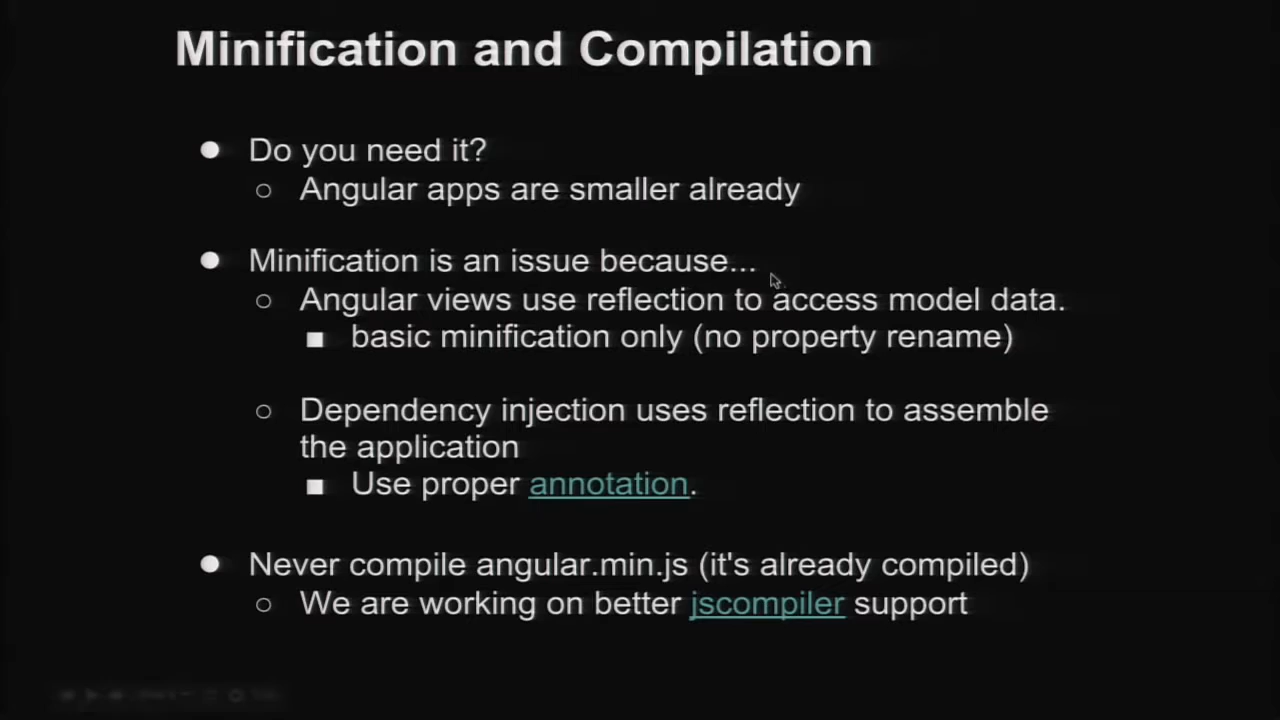 Minification and Compilation
● Do you need it?
○ Angular apps are smaller already
● Minification is an issue because...
○ Angular views use reflection to access model data.
■ basic minification only (no property rename)
○ Dependency injection uses reflection to assemble
the application
■ Use proper annotation.
● Never compile angular.min.js (it's already compiled)
○ We are working on better jscompiler support